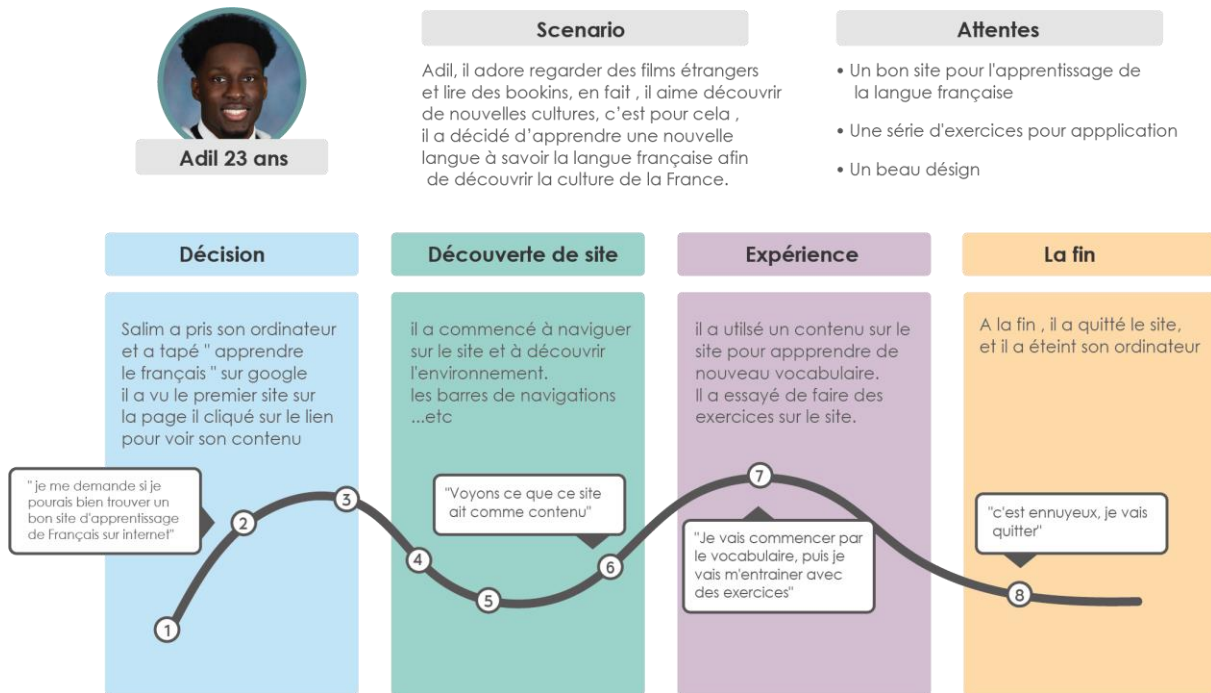 Adil 23 ans
Scenario
Adil, il adore regarder des films étrangers
et lire des bookins, en fait , il aime découvrir
de nouvelles cultures, c’est pour cela ,
il a décidé d’apprendre une nouvelle
langue à savoir la langue française afin
de découvrir la culture de la France.
Attentes
• Un bon site pour l'apprentissage de
la langue française
• Une série d'exercices pour appplication
• Un beau désign
Décision
Salim a pris son ordinateur
et a tapé " apprendre
le français " sur google
il a vu le premier site sur
la page il cliqué sur le lien
pour voir son contenu
" je me demande si je
pourais bien trouver un
bon site d'apprentissage
de Français sur internet"
1
2
3
Découverte de site
il a commencé à naviguer
sur le site et à découvrir
l'environnement.
les barres de navigations
...etc
"Voyons ce que ce site
ait comme contenu"
4
5
6
Expérience
il a utilsé un contenu sur le
site pour appprendre de
nouveau vocabulaire.
Il a essayé de faire des
exercices sur le site.
7
"Je vais commencer par
le vocabulaire, puis je
vais m'entrainer avec
des exercices"
La fin
A la fin , il a quitté le site,
et il a éteint son ordinateur
"c'est ennuyeux, je vais
quitter"
8